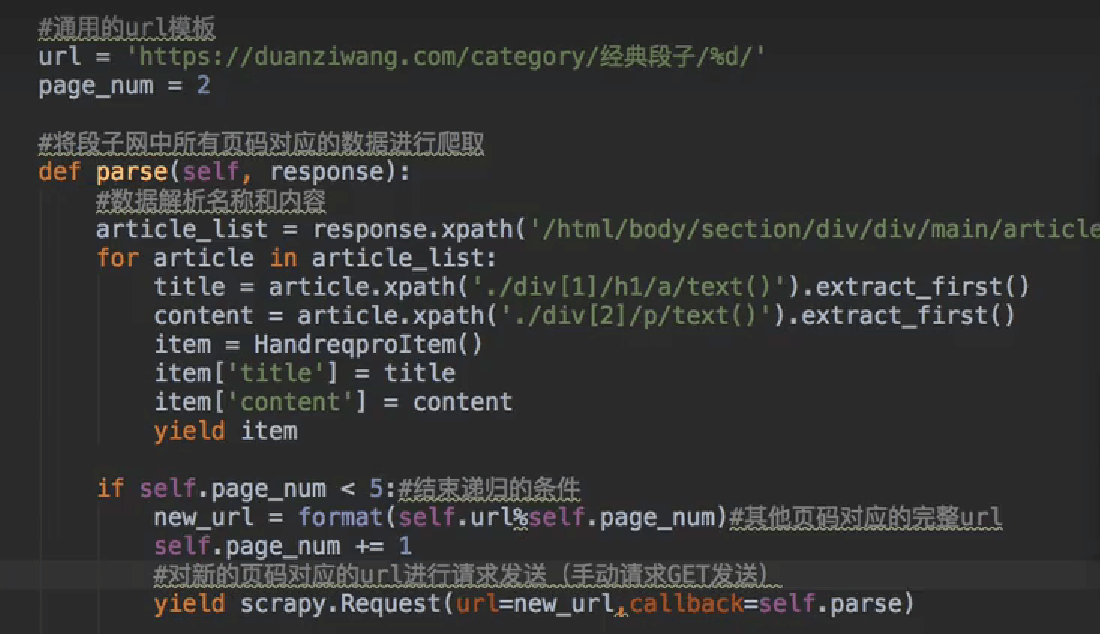 #通用的url模板
url = 'https://duanziwang.com/category/经典段子/%d/'
page_num = 2
#将段子网中所有页码对应的数据进行爬取
def parse(self, response):
#数据解析名称和内容
article_list = response.xpath('/html/body/section/div/div/main/article
for article in article_list:
title = article.xpath('./div[1]/h1/a/text()').extract_first()
content = article.xpath('./div[2]/p/text()').extract_first()
item = HandreqproItem()
item['title'] = title
item['content'] = content
yield item
if self.page_num < 5:#结束递归的条件
new_url = format(self.url%self.page_num)#其他页码对应的完整url
self.page_num += 1
#对新的页码对应的url进行请求发送（手动请求GET发送）
yield scrapy.Request(url=new_url,callback=self.parse)